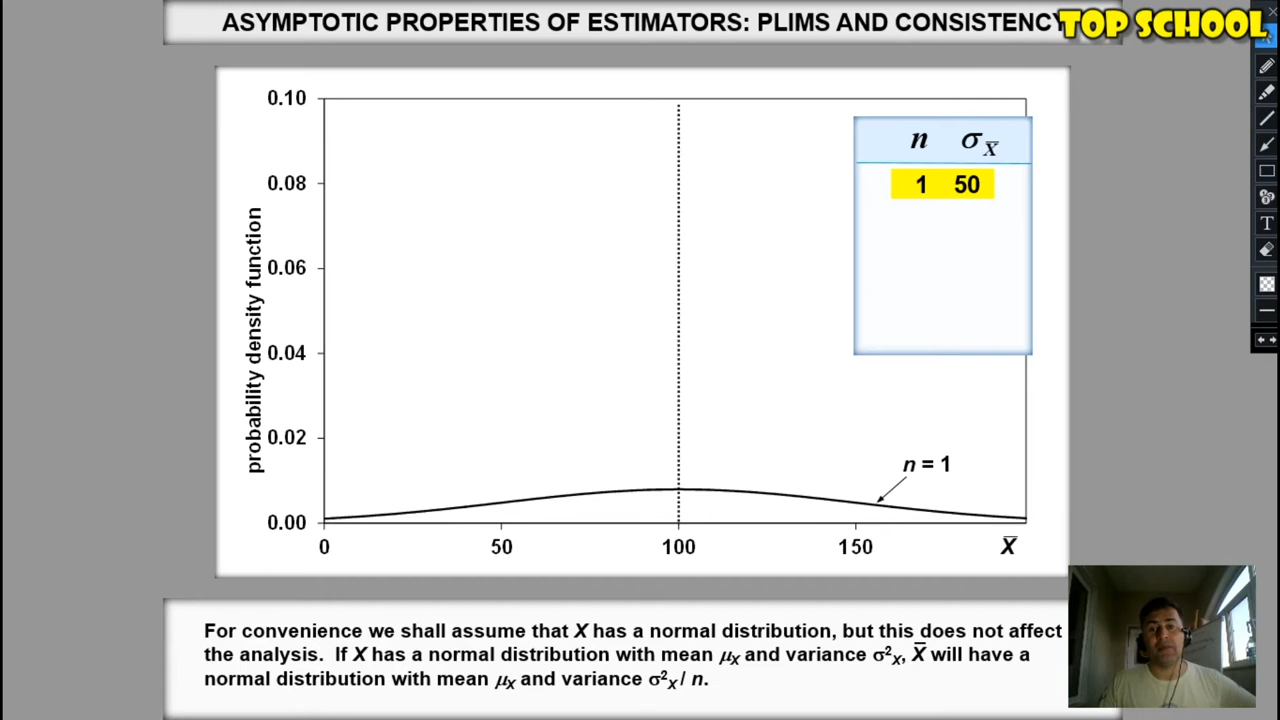 ASYMPTOTIC PROPERTIES OF ESTIMATORS: PLIMS AND CONSISTENCY
TOP SCHOOL
0.10
0.08
0.06
0.04
0.02
0.00
probability density function
n σX̄
1 50
n = 1
0 50 100 150 X̄
For convenience we shall assume that X has a normal distribution, but this does not affect
the analysis. If X has a normal distribution with mean μX and variance σ²X, X̄ will have a
normal distribution with mean μX and variance σ²X / n.
T